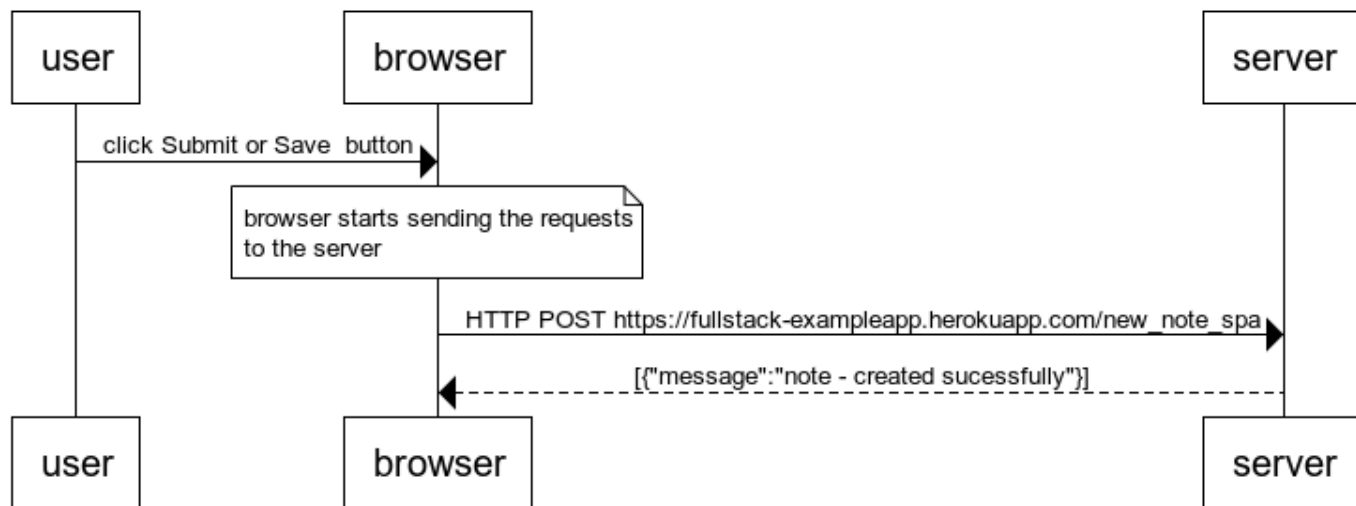 user browser server
click Submit or Save  button
browser starts sending the requests
to the server
HTTP POST https://fullstack-exampleapp.herokuapp.com/new_note_spa
[{"message":"note - created sucessfully"}]
user browser server